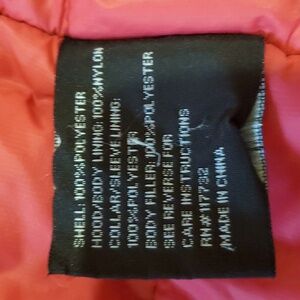 SHELL: 100%POLYESTER
HOOD/BODY LINING:100%NYLON
COLLAR/SLEEVE LINING:
100%POLYESTER
BODY FILLER: 100%POLYESTER
SEE REVERSE FOR
CARE INSTRUCTIONS
RN#117792
MADE IN CHINA